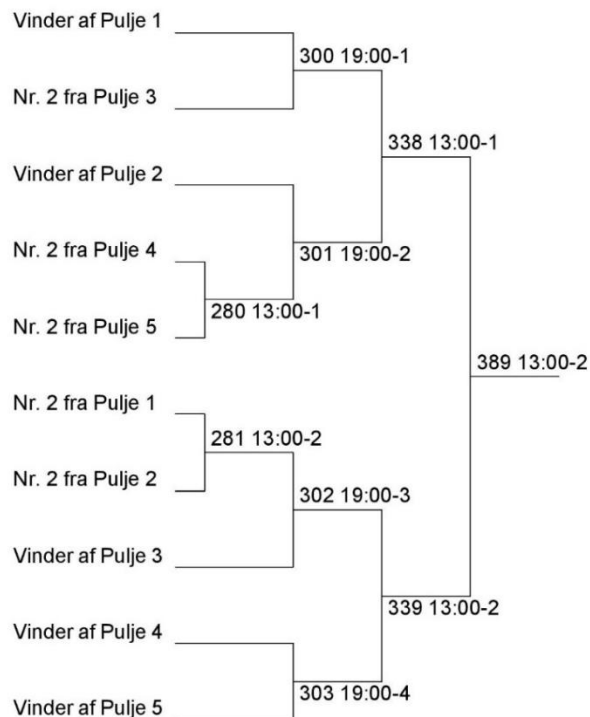 Vinder af Pulje 1
300 19:00-1
Nr. 2 fra Pulje 3
338 13:00-1
Vinder af Pulje 2
Nr. 2 fra Pulje 4
301 19:00-2
280 13:00-1
Nr. 2 fra Pulje 5
389 13:00-2
Nr. 2 fra Pulje 1
281 13:00-2
Nr. 2 fra Pulje 2
302 19:00-3
Vinder af Pulje 3
339 13:00-2
Vinder af Pulje 4
303 19:00-4
Vinder af Pulje 5